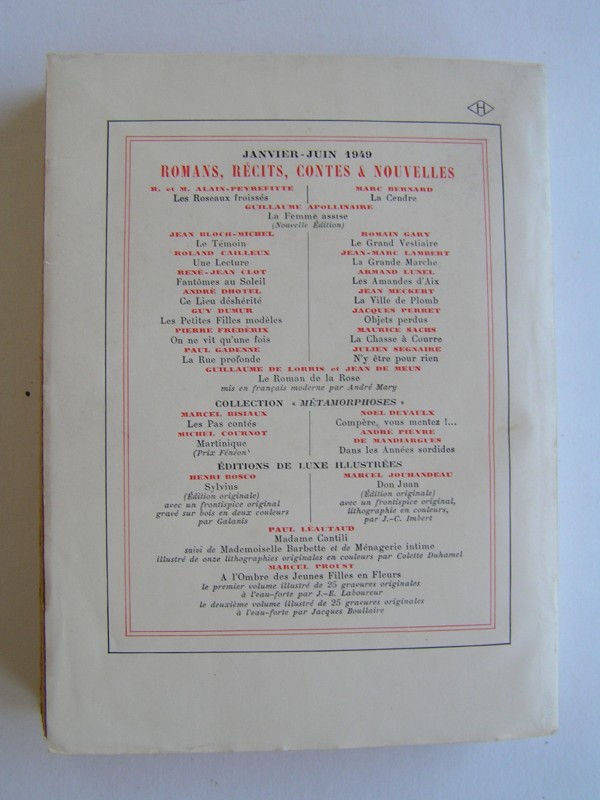 H
JANVIER-JUIN 1949
ROMANS, RÉCITS, CONTES & NOUVELLES
R. et M. ALAIN-PEYREFITTE
Les Roseaux froissés
MARC BERNARD
La Cendre
GUILLAUME APOLLINAIRE
La Femme assise
(Nouvelle Édition)
JEAN BLOCH-MICHEL
Le Témoin
ROLAND CAILLEUX
Une Lecture
RENÉ-JEAN CLOT
Fantômes au Soleil
ANDRÉ DHOTEL
Ce Lieu déshérité
GUY DUMUR
Les Petites Filles modèles
PIERRE FRÉDÉRIX
On ne vit qu'une fois
PAUL GADENNE
La Rue profonde
ROMAIN GARY
Le Grand Vestiaire
JEAN-MARC LAMBERT
La Grande Marche
ARMAND LUNEL
Les Amandes d'Aix
JEAN MECKERT
La Ville de Plomb
JACQUES PERRET
Objets perdus
MAURICE SACHS
La Chasse à Courre
JULIEN SEGNAIRE
N'y être pour rien
GUILLAUME DE LORRIS et JEAN DE MEUN
Le Roman de la Rose
mis en français moderne par André Mary
COLLECTION « MÉTAMORPHOSES »
MARCEL BISIAUX
Les Pas contés
MICHEL COURNOT
Martinique
(Prix Fénéon)
NOEL DEVAULX
Compère, vous mentez !...
ANDRÉ PIEYRE
DE MANDIARGUES
Dans les Années sordides
ÉDITIONS DE LUXE ILLUSTRÉES
HENRI BOSCO
Sylvius
(Édition originale)
avec un frontispice original
gravé sur bois en deux couleurs
par Galanis
MARCEL JOUHANDEAU
Don Juan
(Édition originale)
avec un frontispice original,
lithographie en couleurs,
par J.-C. Imbert
PAUL LÉAUTAUD
Madame Cantili
suivi de Mademoiselle Barbette et de Ménagerie intime
illustré de onze lithographies originales en couleurs par Colette Duhamel
MARCEL PROUST
A l'Ombre des Jeunes Filles en Fleurs
le premier volume illustré de 25 gravures originales
à l'eau-forte par J.-E. Laboureur
le deuxième volume illustré de 25 gravures originales
à l'eau-forte par Jacques Boullaire